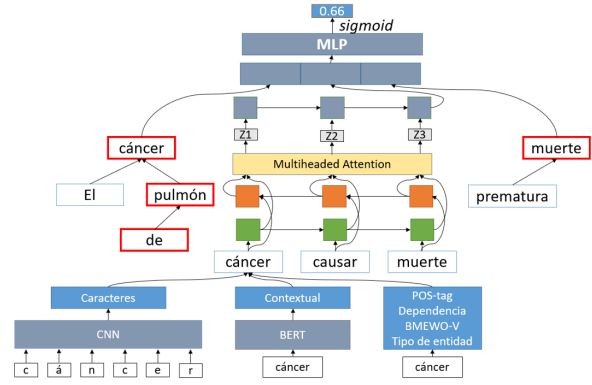 0.66
sigmoid
MLP
Z1 Z2 Z3
cáncer
muerte
Multiheaded Attention
El
pulmón
prematura
de
cáncer causar muerte
Caracteres
Contextual
POS-tag
Dependencia
BMEWO-V
Tipo de entidad
CNN
BERT
c á n c e r
cáncer
cáncer